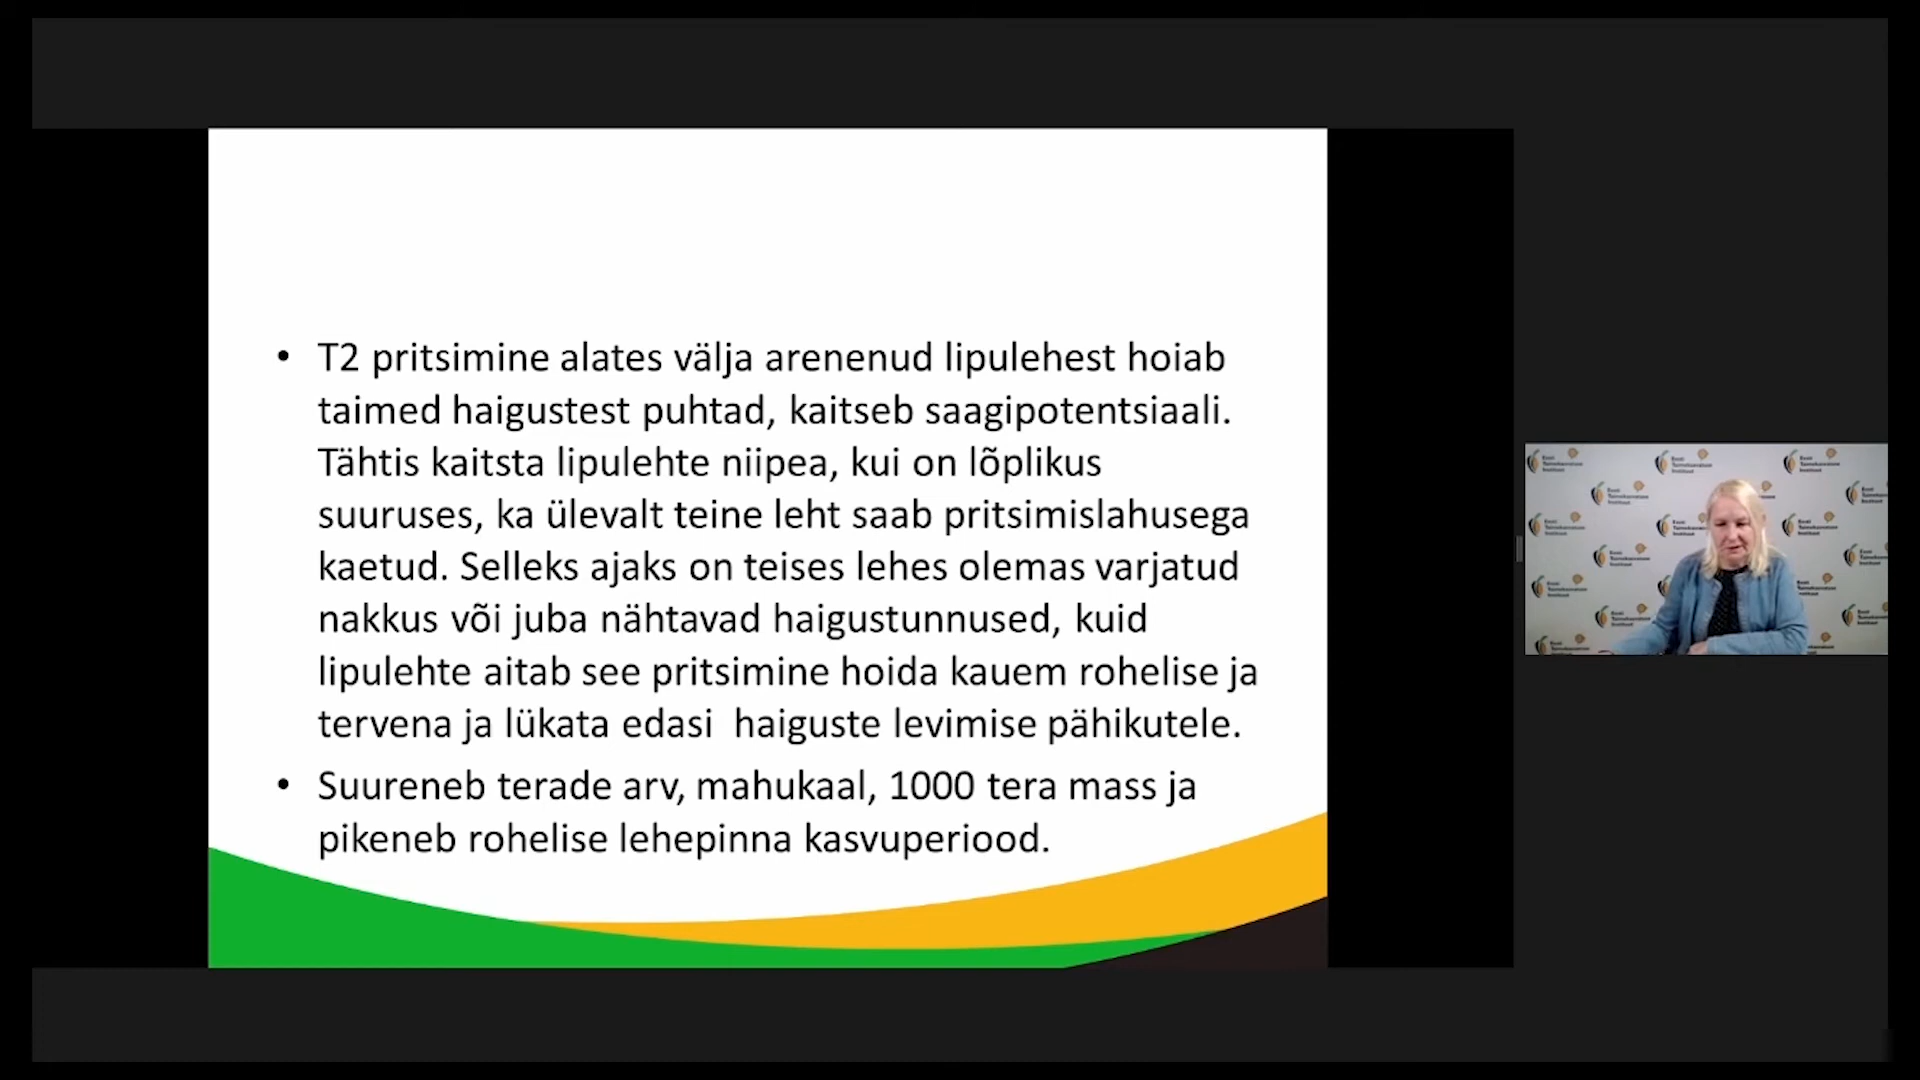 • T2 pritsimine alates välja arenenud lipulehest hoiab
taimed haigustest puhtad, kaitseb saagipotentsiaali.
Tähtis kaitsta lipulehte niipea, kui on lõplikus
suuruses, ka ülevalt teine leht saab pritsimislahusega
kaetud. Selleks ajaks on teises lehes olemas varjatud
nakkus või juba nähtavad haigustunnused, kuid
lipulehte aitab see pritsimine hoida kauem rohelise ja
tervena ja lükata edasi  haiguste levimise pähikutele.
• Suureneb terade arv, mahukaal, 1000 tera mass ja
pikeneb rohelise lehepinna kasvuperiood.
Eesti
Taimekasvatuse
Instituut